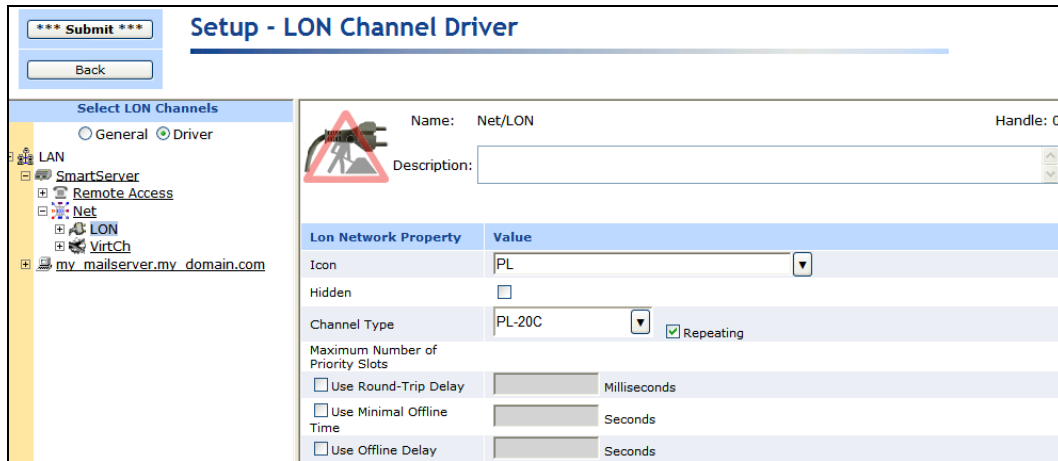 *** Submit ***
Setup - LON Channel Driver
Back
Select LON Channels
General Driver
LAN
SmartServer
Remote Access
Net
LON
VirtCh
my_mailserver.my_domain.com
Name: Net/LON Handle: 0
Description:
Lon Network Property Value
Icon PL
Hidden
Channel Type PL-20C Repeating
Maximum Number of
Priority Slots
Use Round-Trip Delay Milliseconds
Use Minimal Offline
Time Seconds
Use Offline Delay Seconds